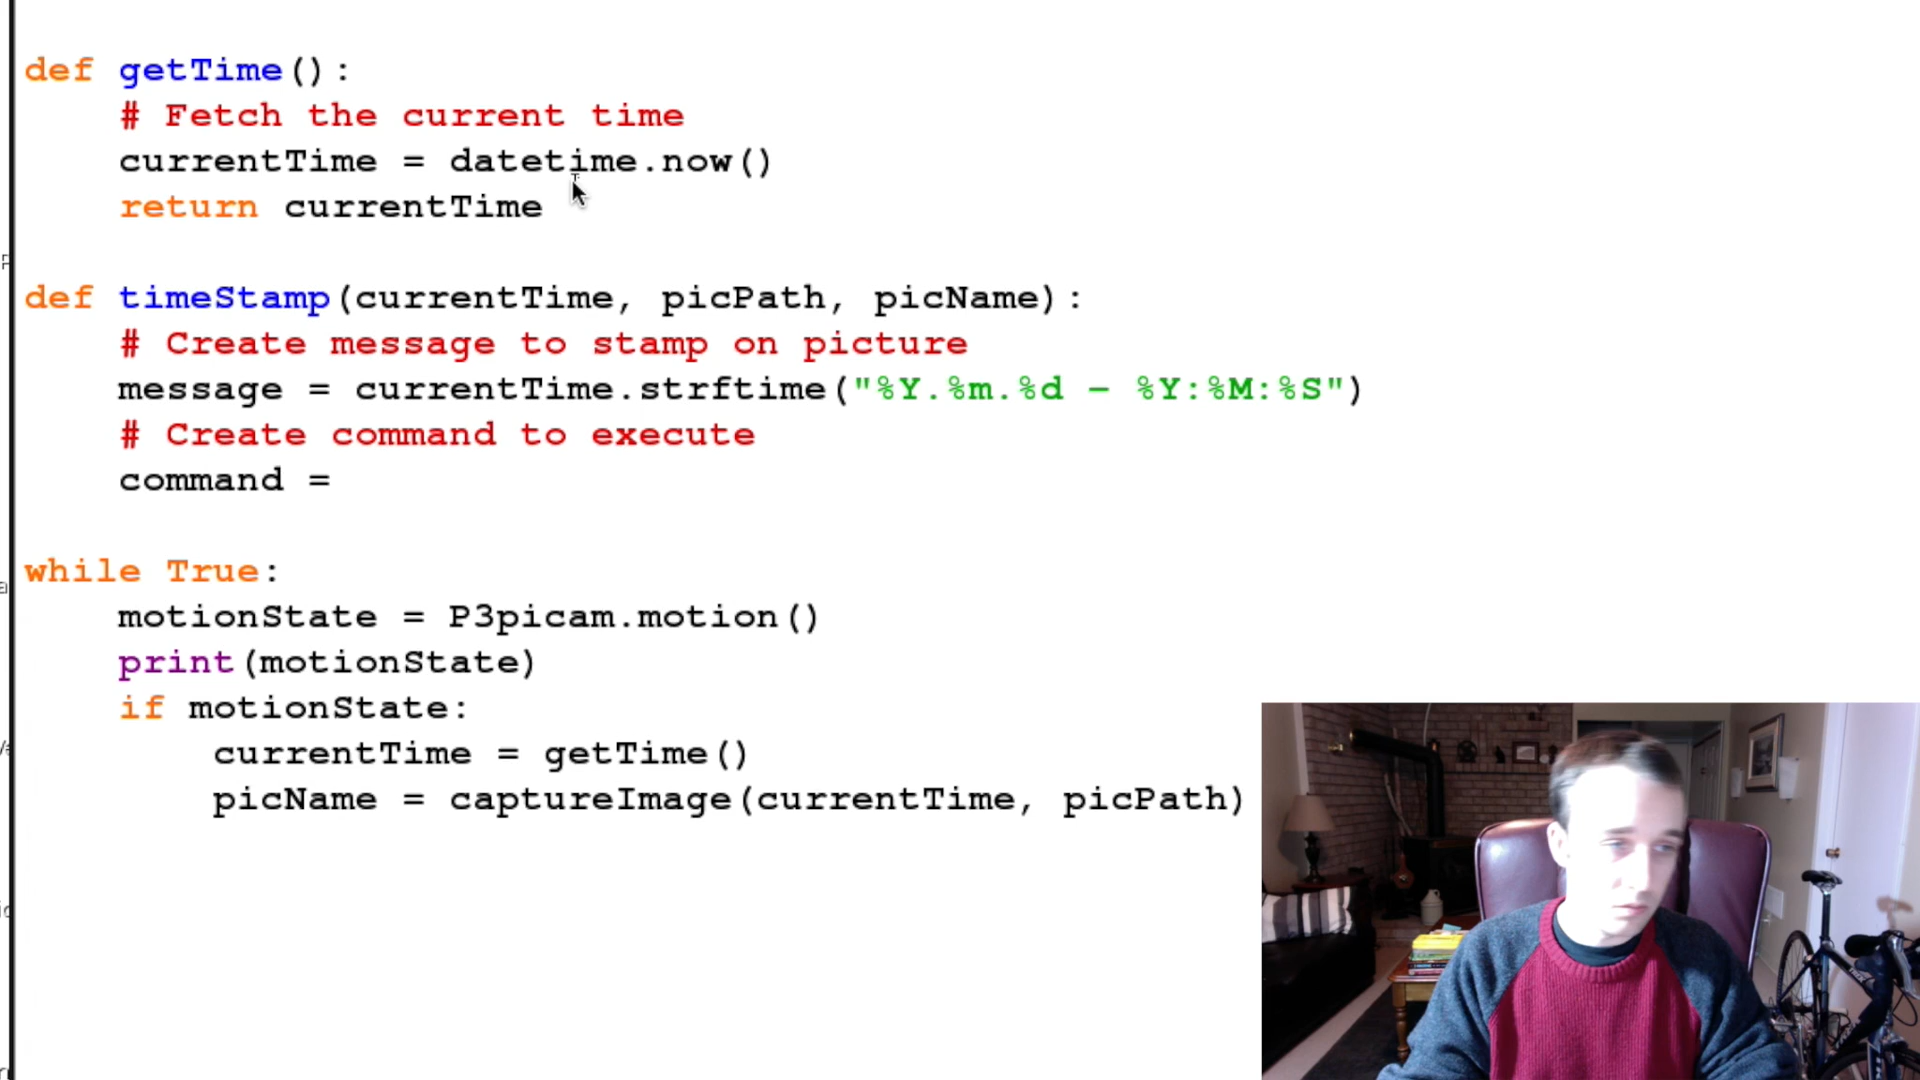 def getTime():
# Fetch the current time
currentTime = datetime.now()
return currentTime
def timeStamp(currentTime, picPath, picName):
# Create message to stamp on picture
message = currentTime.strftime("%Y.%m.%d - %Y:%M:%S")
# Create command to execute
command =
while True:
motionState = P3picam.motion()
print(motionState)
if motionState:
currentTime = getTime()
picName = captureImage(currentTime, picPath)